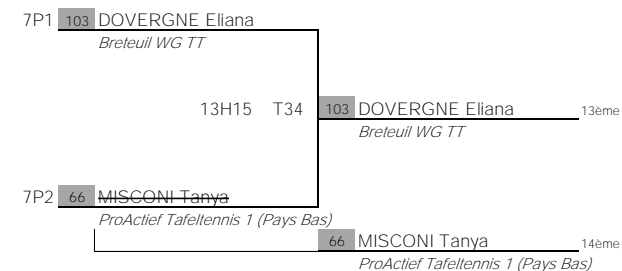 7P1 103 DOVERGNE Eliana
Breteuil WG TT
13H15 T34 103 DOVERGNE Eliana 13ème
Breteuil WG TT
7P2 66 MISCONI Tanya
ProActief Tafeltennis 1 (Pays Bas)
66 MISCONI Tanya 14ème
ProActief Tafeltennis 1 (Pays Bas)